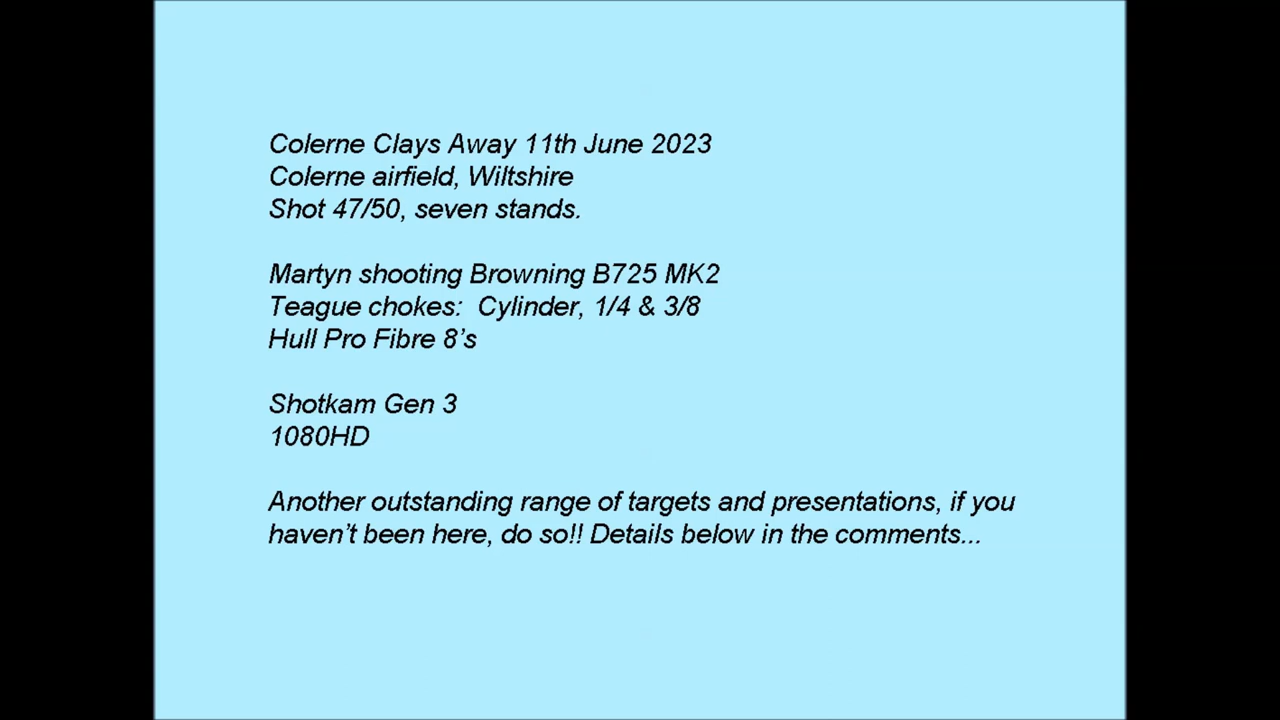 Colerne Clays Away 11th June 2023
Colerne airfield, Wiltshire
Shot 47/50, seven stands.
Martyn shooting Browning B725 MK2
Teague chokes:  Cylinder, 1/4 & 3/8
Hull Pro Fibre 8’s
Shotkam Gen 3
1080HD
Another outstanding range of targets and presentations, if you
haven’t been here, do so!! Details below in the comments...